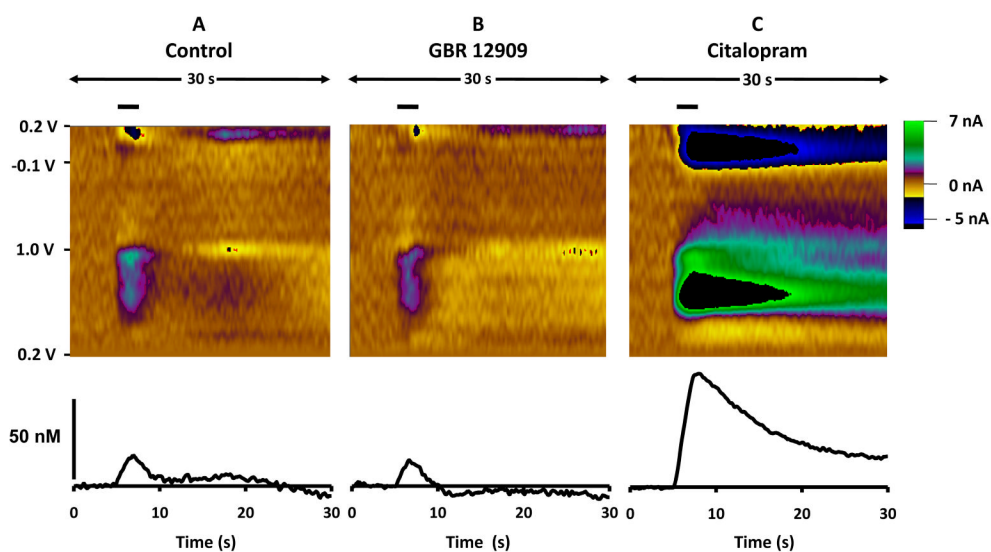 A
B
C
Control
GBR 12909
Citalopram
30 s
30 s
30 s
0.2 V
-0.1 V
1.0 V
0.2 V
7 nA
0 nA
- 5 nA
50 nM
0 10 20 30
0 10 20 30
0 10 20 30
Time (s)
Time (s)
Time (s)